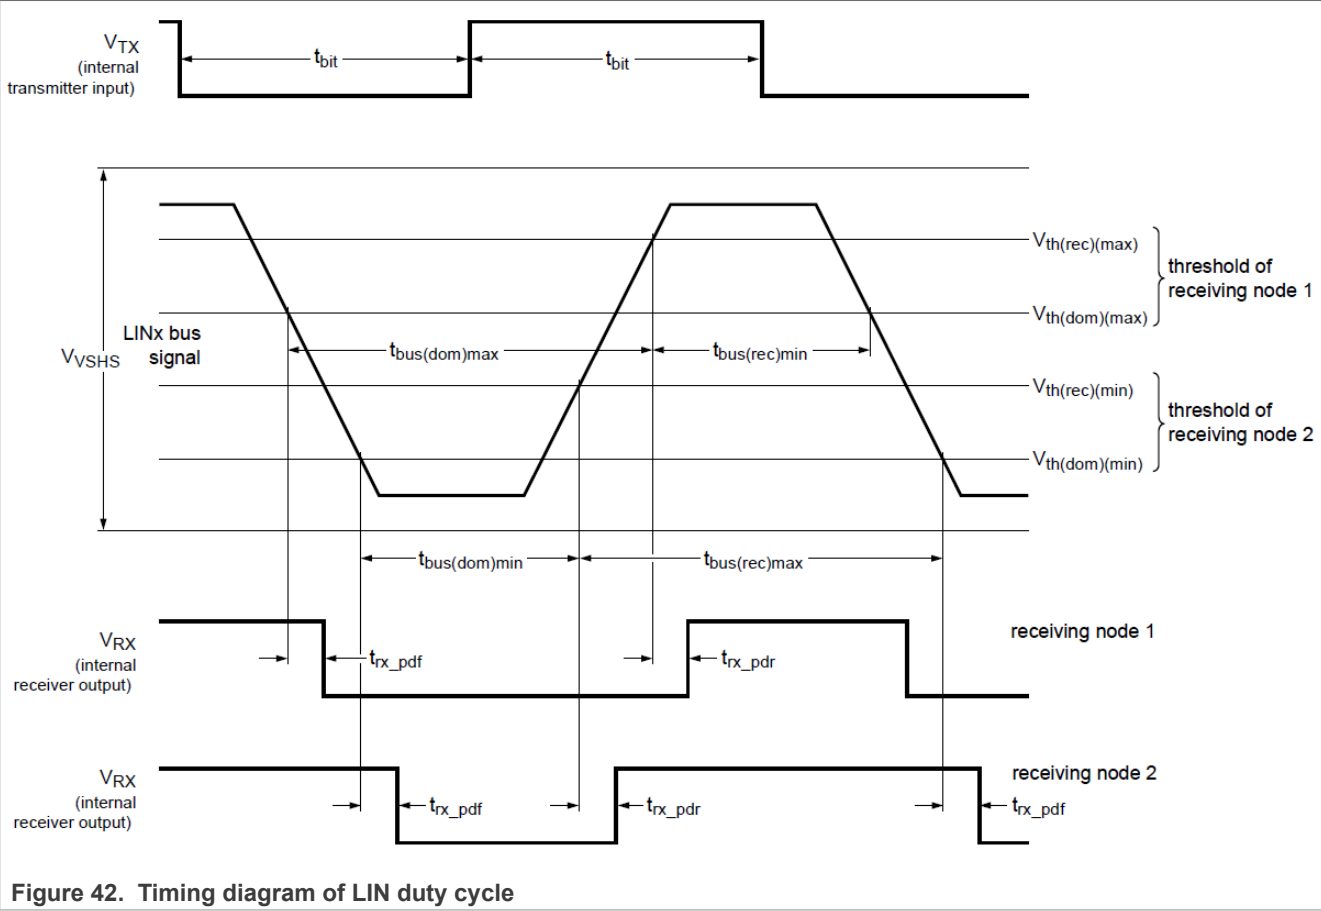 VTX
(internal
transmitter input)
tbit
tbit
VVSHS
LINx bus
signal
Vth(rec)(max)
Vth(dom)(max)
threshold of
receiving node 1
tbus(dom)max
tbus(rec)min
Vth(rec)(min)
Vth(dom)(min)
threshold of
receiving node 2
tbus(dom)min
tbus(rec)max
VRX
(internal
receiver output)
trx_pdf
trx_pdr
receiving node 1
VRX
(internal
receiver output)
trx_pdf
trx_pdr
receiving node 2
trx_pdf
Figure 42. Timing diagram of LIN duty cycle